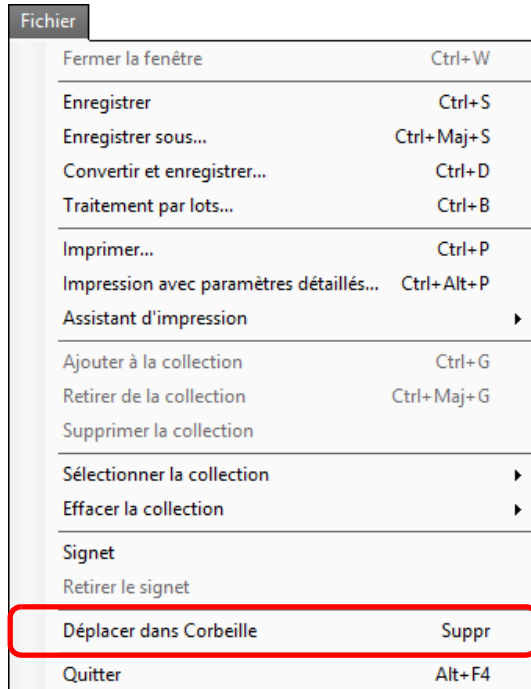 Fichier
Fermer la fenêtre Ctrl+W
Enregistrer Ctrl+S
Enregistrer sous... Ctrl+Maj+S
Convertir et enregistrer... Ctrl+D
Traitement par lots... Ctrl+B
Imprimer... Ctrl+P
Impression avec paramètres détaillés... Ctrl+Alt+P
Assistant d'impression
Ajouter à la collection Ctrl+G
Retirer de la collection Ctrl+Maj+G
Supprimer la collection
Sélectionner la collection
Effacer la collection
Signet
Retirer le signet
Déplacer dans Corbeille Suppr
Quitter Alt+F4